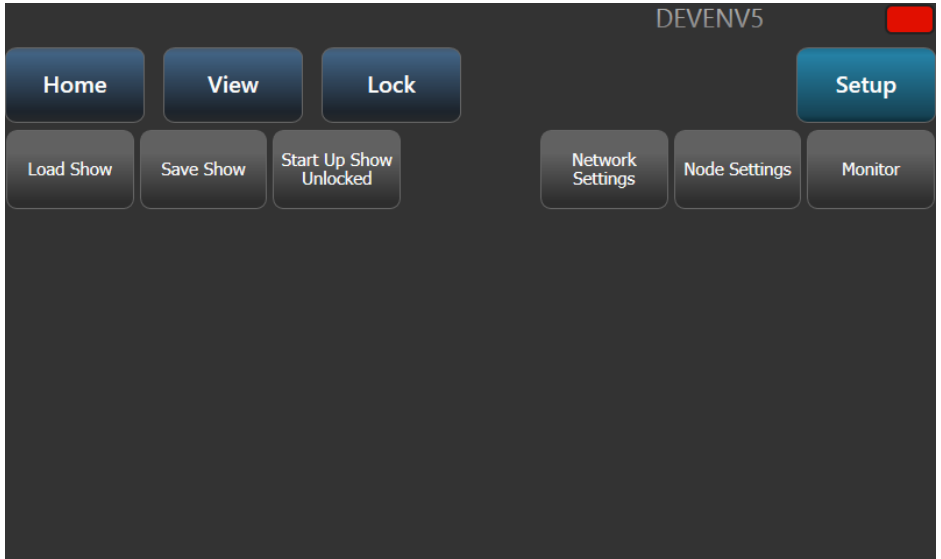 DEVENV5
Home
View
Lock
Setup
Load Show
Save Show
Start Up Show
Unlocked
Network
Settings
Node Settings
Monitor